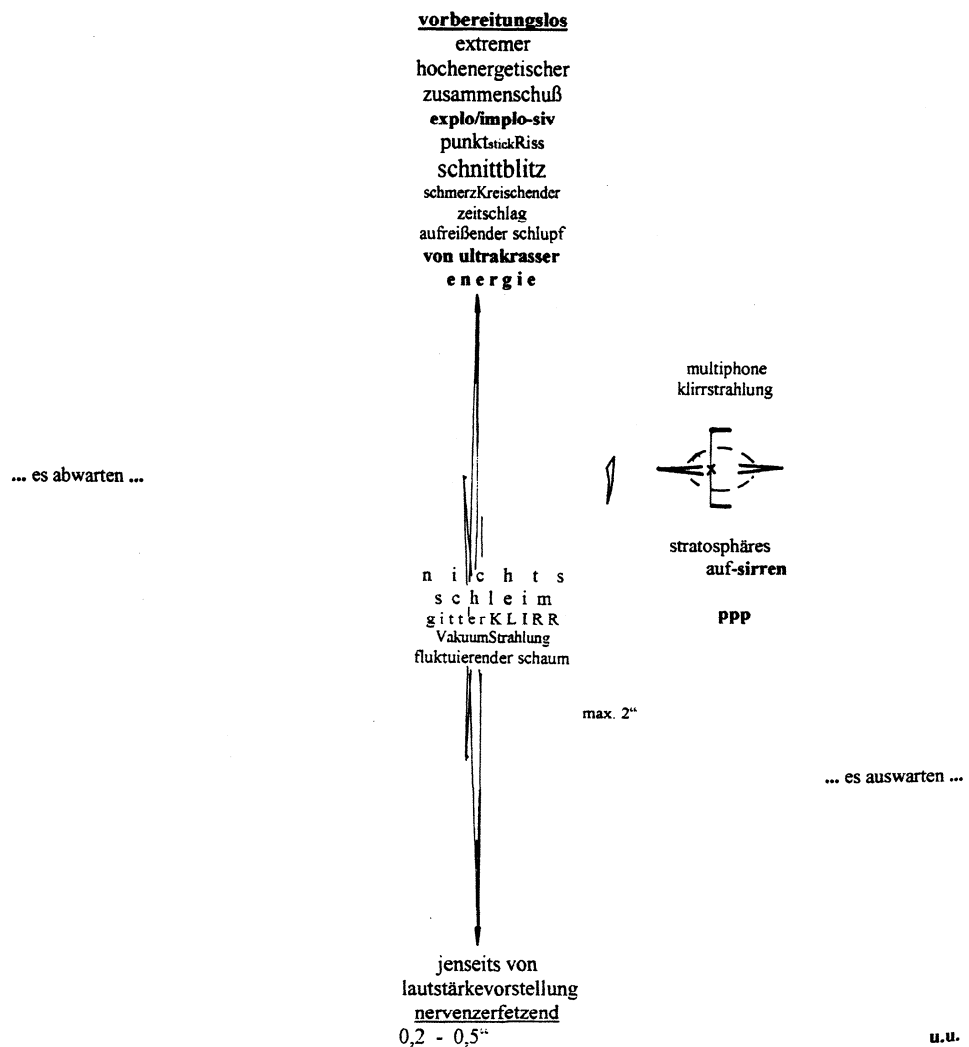 vorbereitungslos
extremer
hochenergetischer
zusammenschuß
explo/implo-siv
punktstickRiss
schnittblitz
schmerzKreischender
zeitschlag
aufreißender schlupf
von ultrakrasser
e n e r g i e
multiphone
klirrstrahlung
... es abwarten ...
x
stratosphäres
auf-sirren
n i c h t s
s c h l e i m
g i t t e r K L I R R
VakuumStrahlung
fluktuierender schaum
ppp
max. 2“
... es auswarten ...
jenseits von
lautstärkevorstellung
nervenzerfetzend
0,2 - 0,5“
u.u.